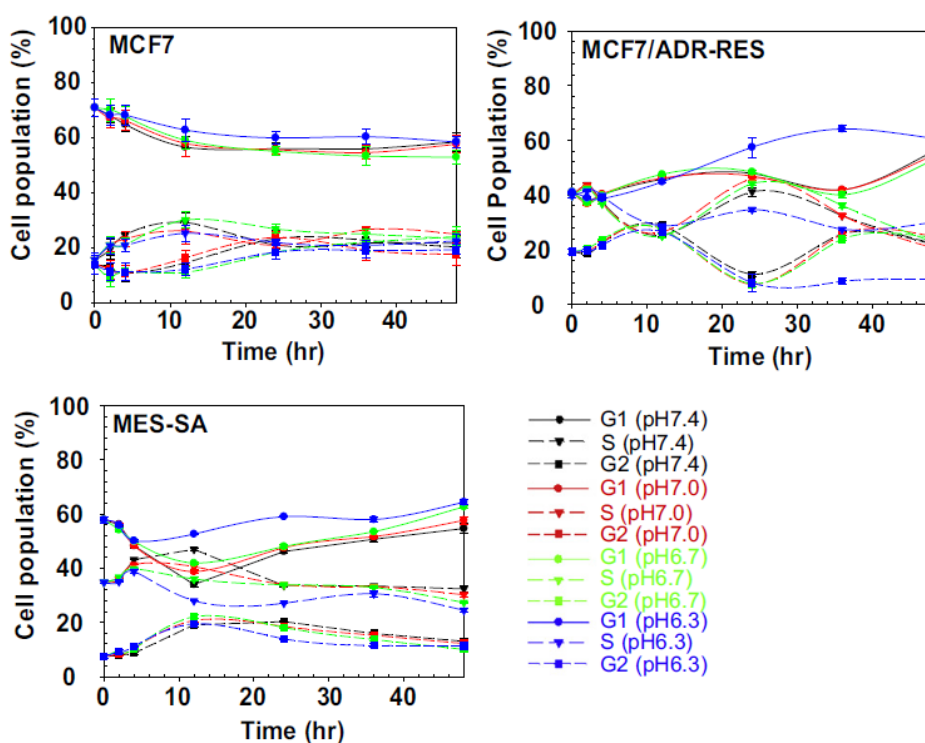 MCF7
Cell population (%)
100
80
60
40
20
0
0 20 30 40
Time (hr)
MCF7/ADR-RES
Cell Population (%)
100
80
60
40
20
0
0 20 30 40
Time (hr)
MES-SA
Cell population (%)
100
80
60
40
20
0
0 20 30 40
Time (hr)
G1 (pH7.4)
S (pH7.4)
G2 (pH7.4)
G1 (pH7.0)
S (pH7.0)
G2 (pH7.0)
G1 (pH6.7)
S (pH6.7)
G2 (pH6.7)
G1 (pH6.3)
S (pH6.3)
G2 (pH6.3)